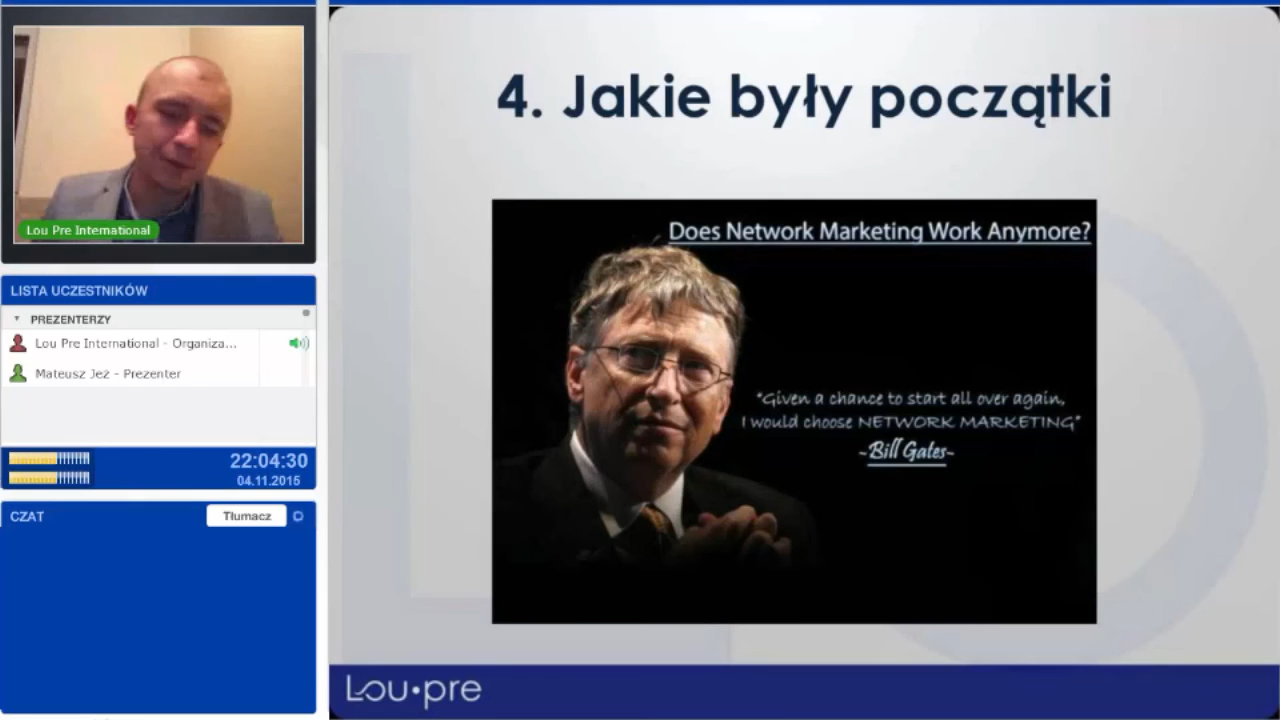 Lou Pre International
LISTA UCZESTNIKÓW
PREZENTERZY
Lou Pre International - Organiza...
Mateusz Jeż - Prezenter
22:04:30
04.11.2015
CZAT
Tłumacz
4. Jakie były początki
Does Network Marketing Work Anymore?
"Given a chance to start all over again,
I would choose NETWORK MARKETING"
~Bill Gates~
Lou•pre